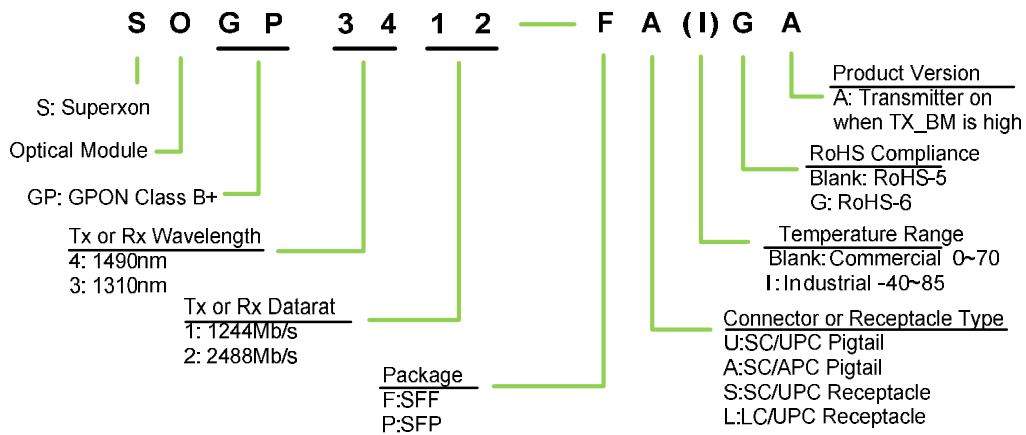 S O G P 3 4 1 2 — F A (I) G A
S: Superxon
Optical Module
GP: GPON Class B+
Tx or Rx Wavelength
4: 1490nm
3: 1310nm
Tx or Rx Datarat
1: 1244Mb/s
2: 2488Mb/s
Package
F:SFF
P:SFP
Product Version
A: Transmitter on
when TX_BM is high
RoHS Compliance
Blank: RoHS-5
G: RoHS-6
Temperature Range
Blank: Commercial 0~70
I: Industrial -40~85
Connector or Receptacle Type
U:SC/UPC Pigtail
A:SC/APC Pigtail
S:SC/UPC Receptacle
L:LC/UPC Receptacle